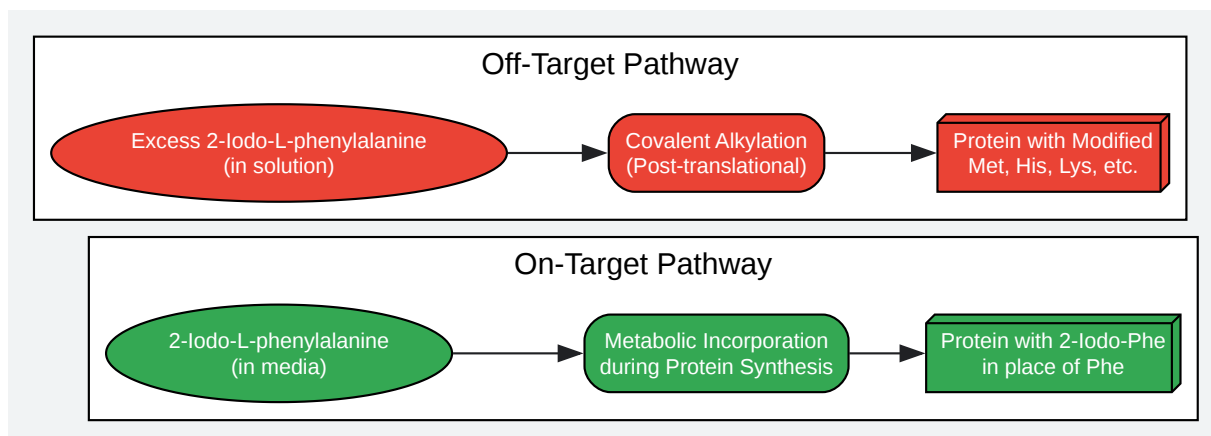 Off-Target Pathway
Excess 2-Iodo-L-phenylalanine
(in solution)
Covalent Alkylation
(Post-translational)
Protein with Modified
Met, His, Lys, etc.
On-Target Pathway
2-Iodo-L-phenylalanine
(in media)
Metabolic Incorporation
during Protein Synthesis
Protein with 2-Iodo-Phe
in place of Phe